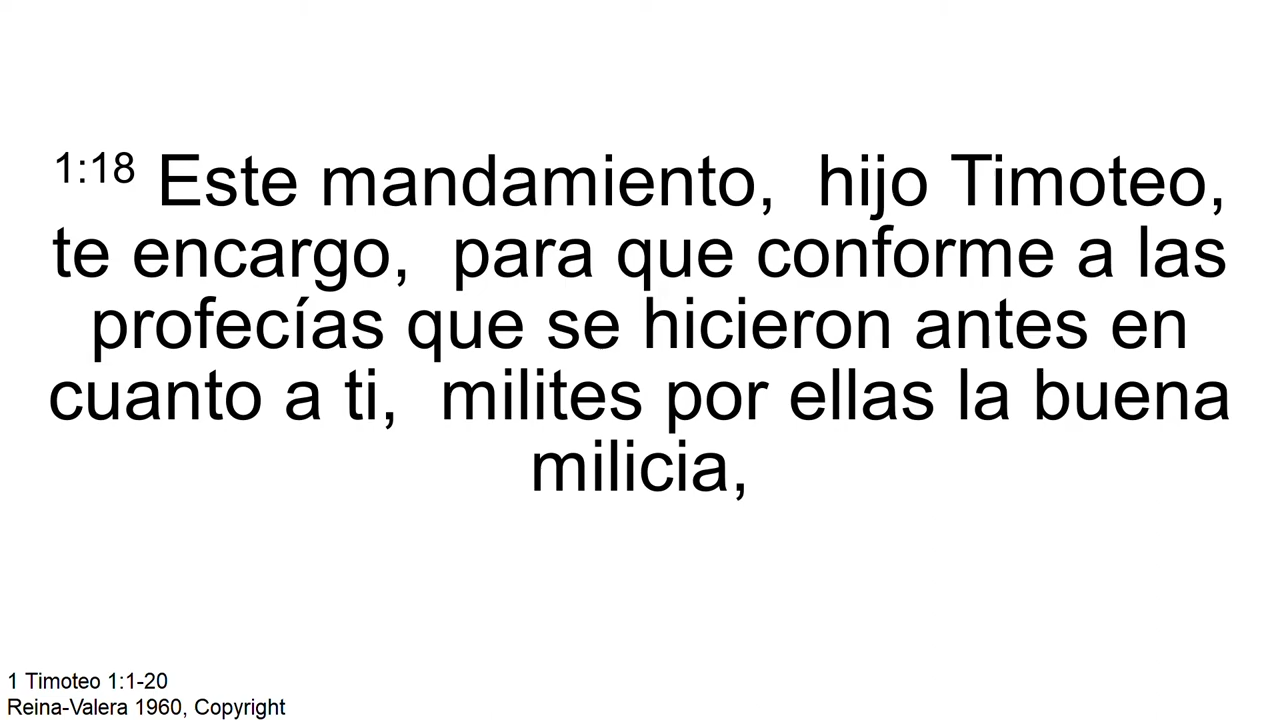 1:18 Este mandamiento,  hijo Timoteo,
te encargo,  para que conforme a las
profecías que se hicieron antes en
cuanto a ti,  milites por ellas la buena
milicia,
1 Timoteo 1:1-20
Reina-Valera 1960, Copyright